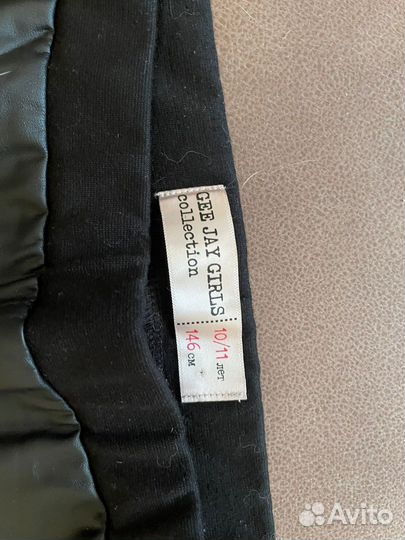 GEE JAY GIRLS
collection
10/11 лет
146 см
Avito